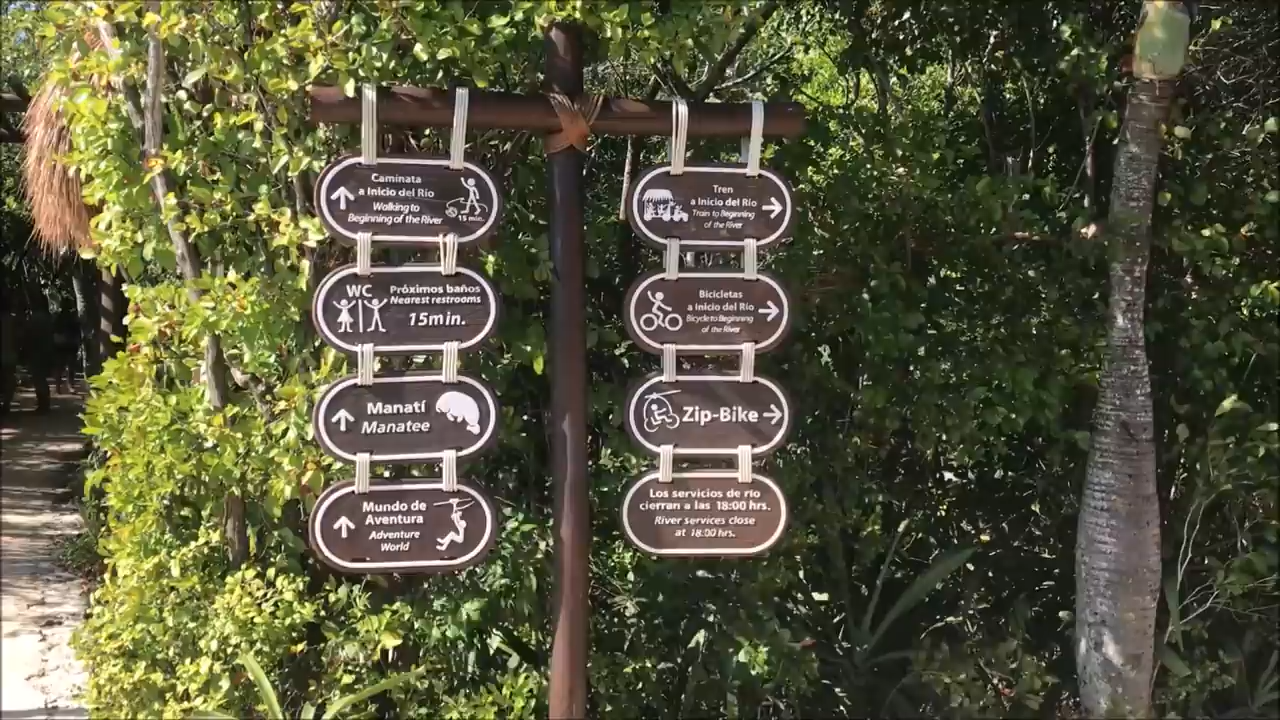 Caminata
a Inicio del Río
Walking to
Beginning of the River
15 min.
WC
Próximos baños
Nearest restrooms
15min.
Manatí
Manatee
Mundo de
Aventura
Adventure
World
Tren
a Inicio del Río
Train to Beginning
of the River
Bicicletas
a Inicio del Río
Bicycle to Beginning
of the River
Zip-Bike
Los servicios de río
cierran a las 18:00 hrs.
River services close
at 18:00 hrs.